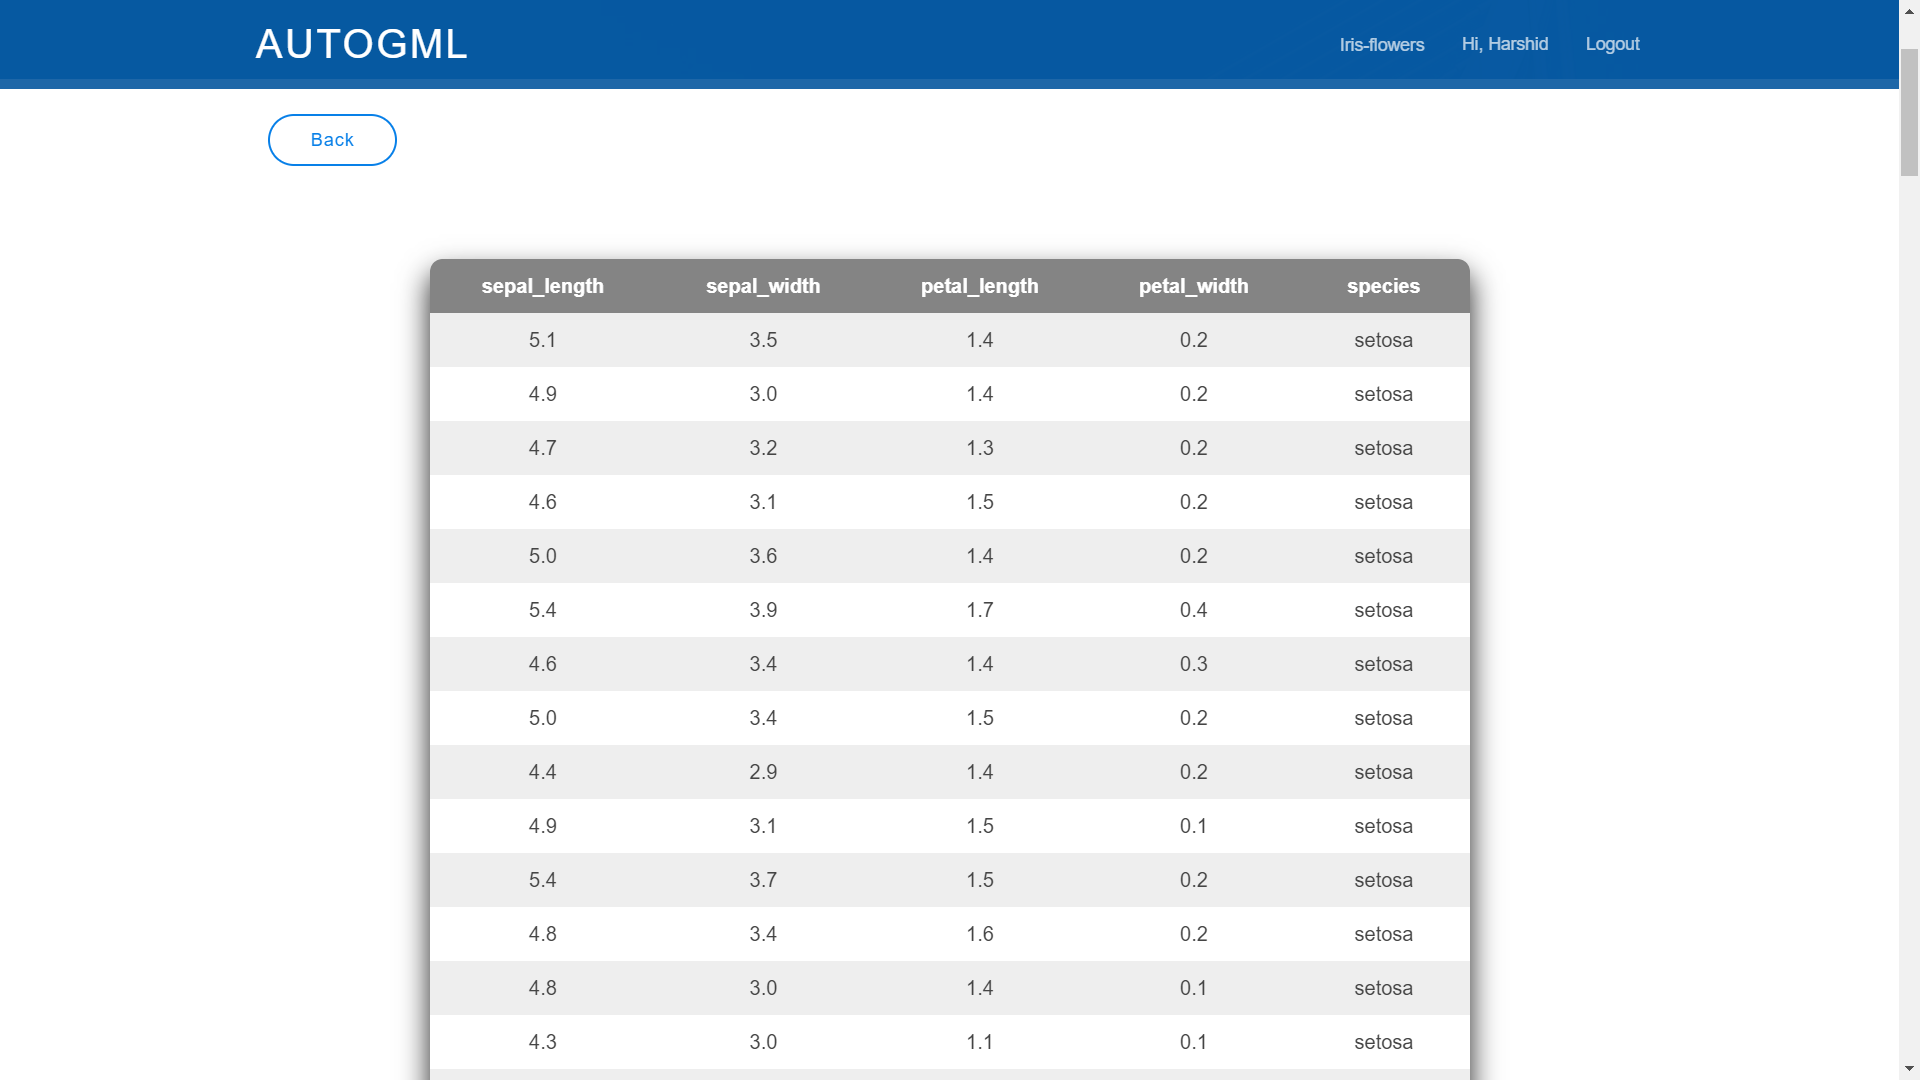 AUTOGML
Iris-flowers Hi, Harshid Logout
Back
sepal_length sepal_width petal_length petal_width species
5.1 3.5 1.4 0.2 setosa
4.9 3.0 1.4 0.2 setosa
4.7 3.2 1.3 0.2 setosa
4.6 3.1 1.5 0.2 setosa
5.0 3.6 1.4 0.2 setosa
5.4 3.9 1.7 0.4 setosa
4.6 3.4 1.4 0.3 setosa
5.0 3.4 1.5 0.2 setosa
4.4 2.9 1.4 0.2 setosa
4.9 3.1 1.5 0.1 setosa
5.4 3.7 1.5 0.2 setosa
4.8 3.4 1.6 0.2 setosa
4.8 3.0 1.4 0.1 setosa
4.3 3.0 1.1 0.1 setosa